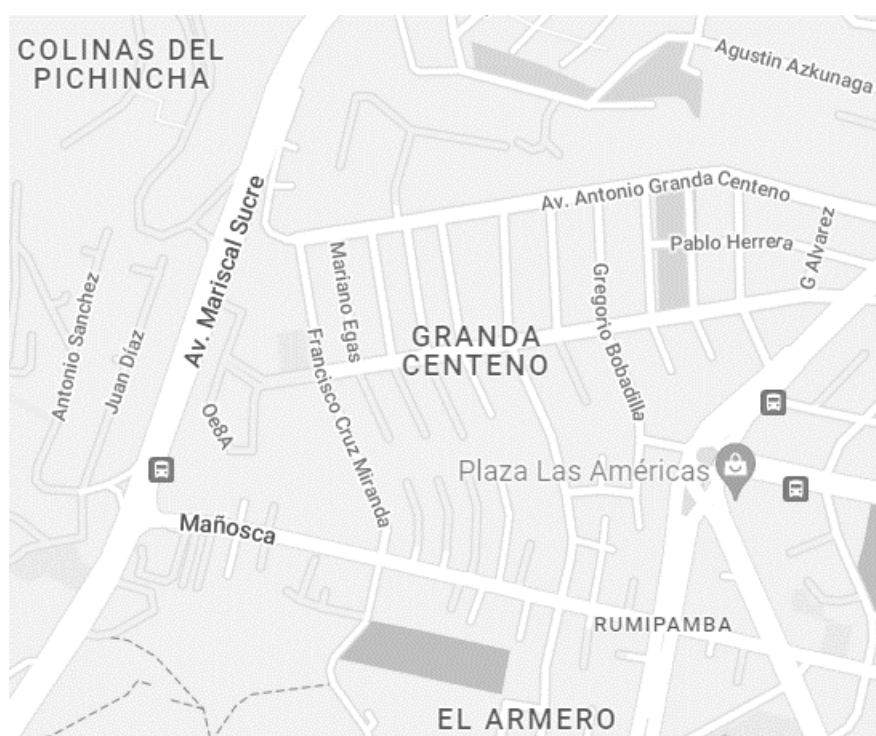 COLINAS DEL
PICHINCHA
Agustin Azkunaga
Av. Antonio Granda Centeno
Av. Mariscal Sucre
Mariano Egas
Pablo Herrera
G Alvarez
Antonio Sanchez
Juan Díaz
Gregorio Bobadilla
GRANDA
CENTENO
Francisco Cruz Miranda
Oe8A
Plaza Las Américas
Mañosca
RUMIPAMBA
EL ARMERO